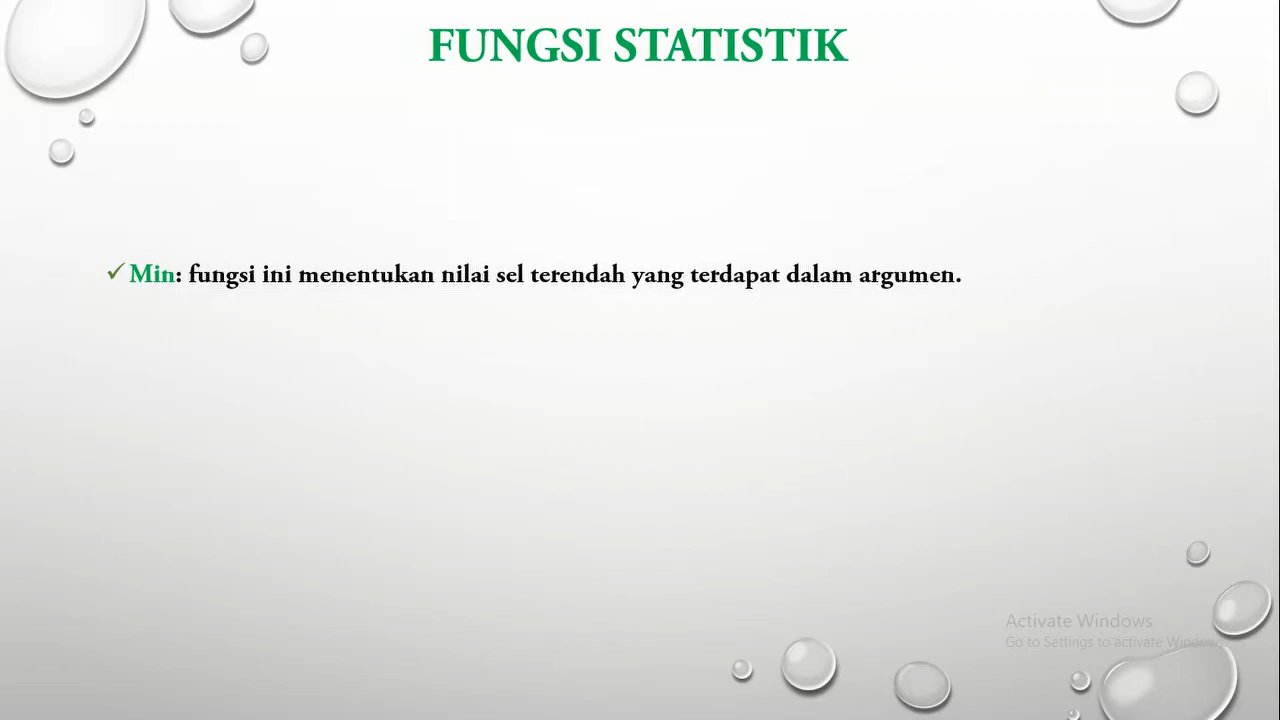 FUNGSI STATISTIK
✓Min: fungsi ini menentukan nilai sel terendah yang terdapat dalam argumen.
Activate Windows
Go to Settings to activate Windows.